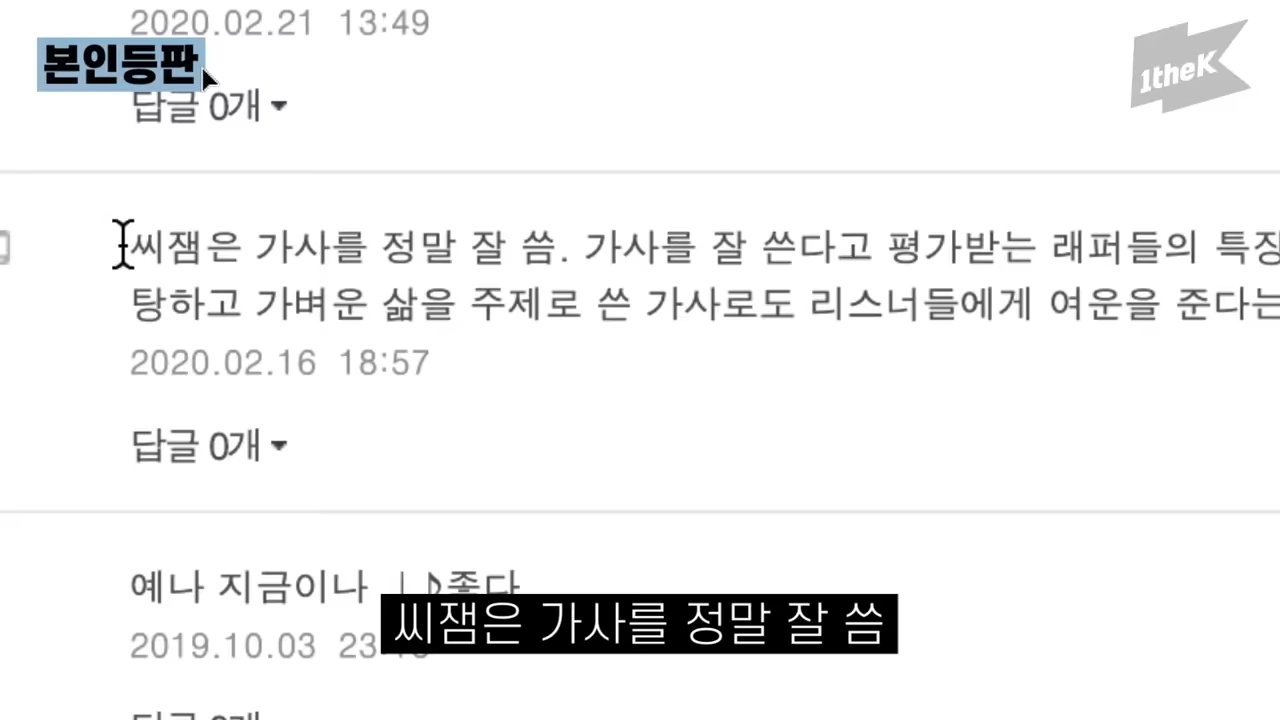 2020.02.21 13:49
본인등판
1theK
답글 0개
씨잼은 가사를 정말 잘 씀. 가사를 잘 쓴다고 평가받는 래퍼들의 특징
탕하고 가벼운 삶을 주제로 쓴 가사로도 리스너들에게 여운을 준다는
2020.02.16 18:57
답글 0개
예나 지금이나 좋다
씨잼은 가사를 정말 잘 씀
2019.10.03